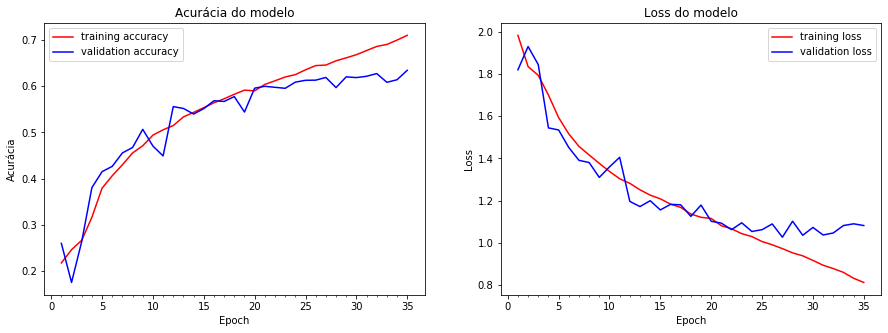 Acurácia do modelo
training accuracy
validation accuracy
0.7
0.6
0.5
0.4
0.3
0.2
Acurácia
0 5 10 15 20 25 30 35
Epoch
Loss do modelo
training loss
validation loss
2.0
1.8
1.6
1.4
1.2
1.0
0.8
Loss
0 5 10 15 20 25 30 35
Epoch